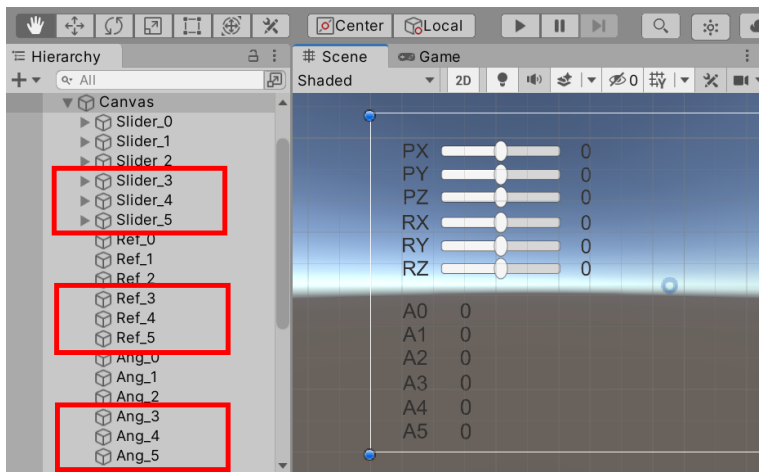 Center Local
Hierarchy
Scene Game
All
Shaded 2D 0
Canvas
Slider_0
Slider_1
Slider_2
Slider_3
Slider_4
Slider_5
Ref_0
Ref_1
Ref_2
Ref_3
Ref_4
Ref_5
Ang_0
Ang_1
Ang_2
Ang_3
Ang_4
Ang_5
PX 0
PY 0
PZ 0
RX 0
RY 0
RZ 0
A0 0
A1 0
A2 0
A3 0
A4 0
A5 0